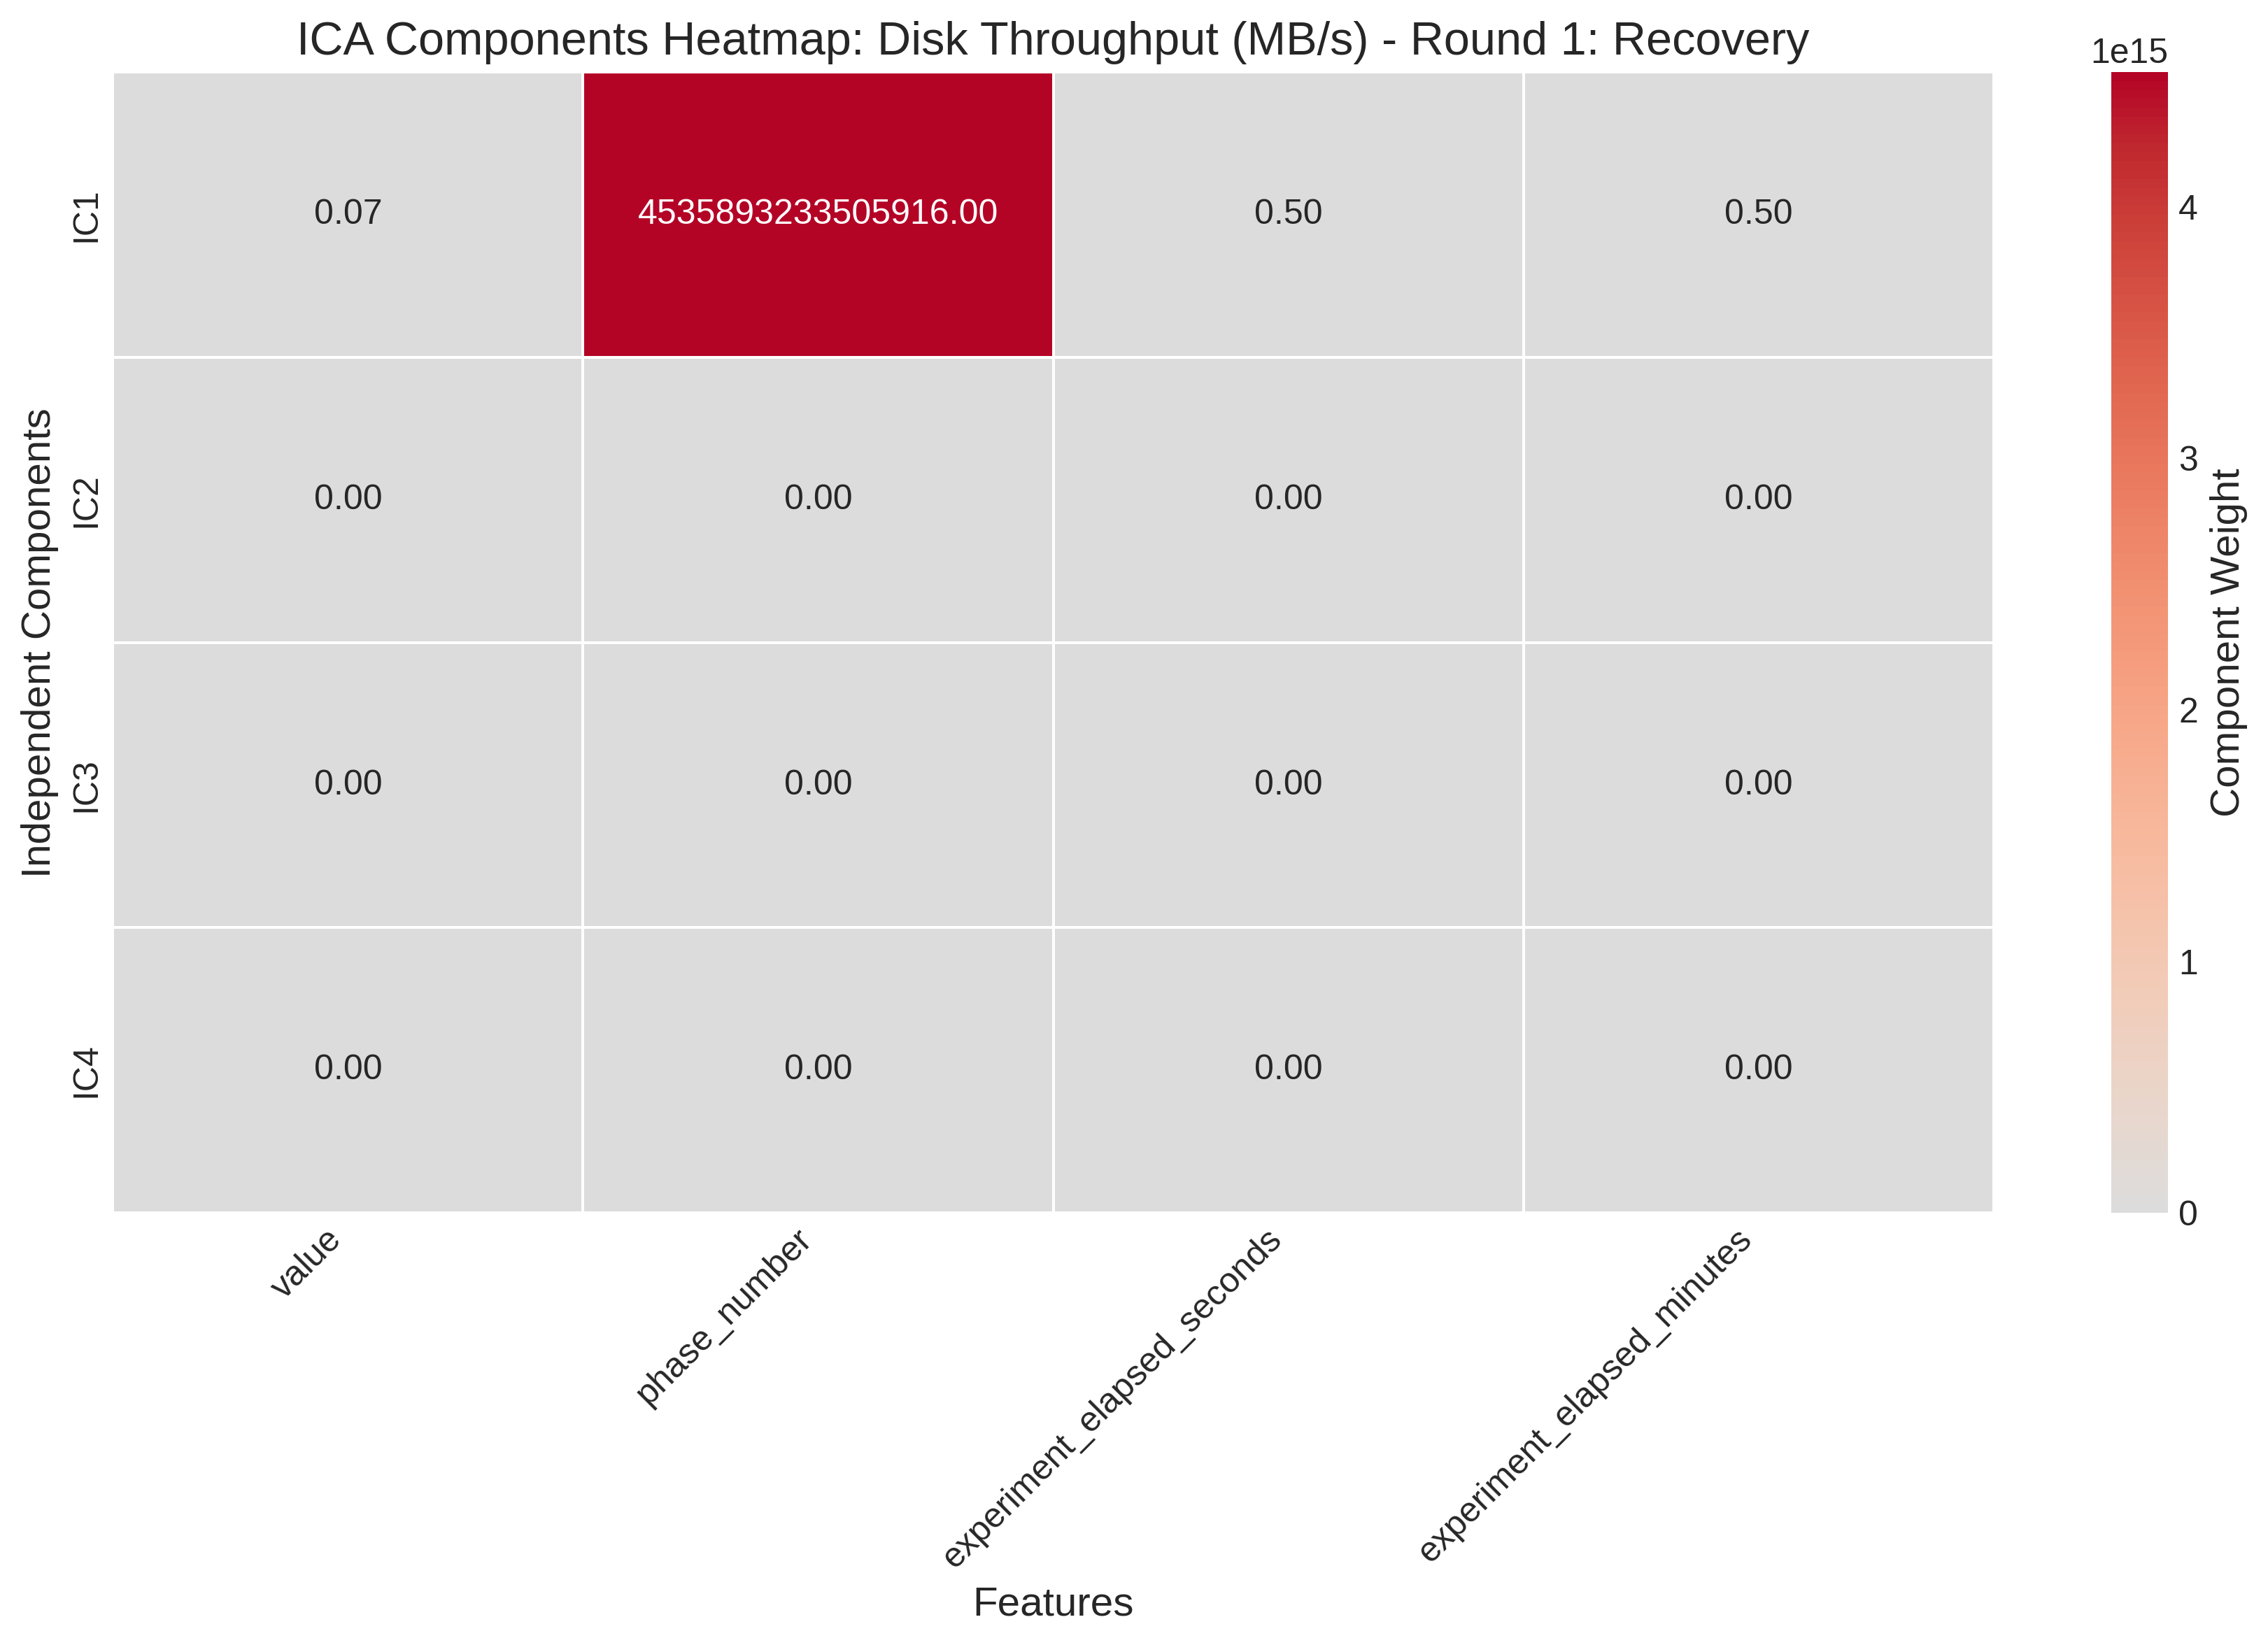 ICA Components Heatmap: Disk Throughput (MB/s) - Round 1: Recovery
1e15
IC1
0.07
4535893233505916.00
0.50
0.50
IC2
0.00
0.00
0.00
0.00
IC3
0.00
0.00
0.00
0.00
IC4
0.00
0.00
0.00
0.00
Independent Components
value
phase_number
experiment_elapsed_seconds
experiment_elapsed_minutes
Features
4
3
2
1
0
Component Weight